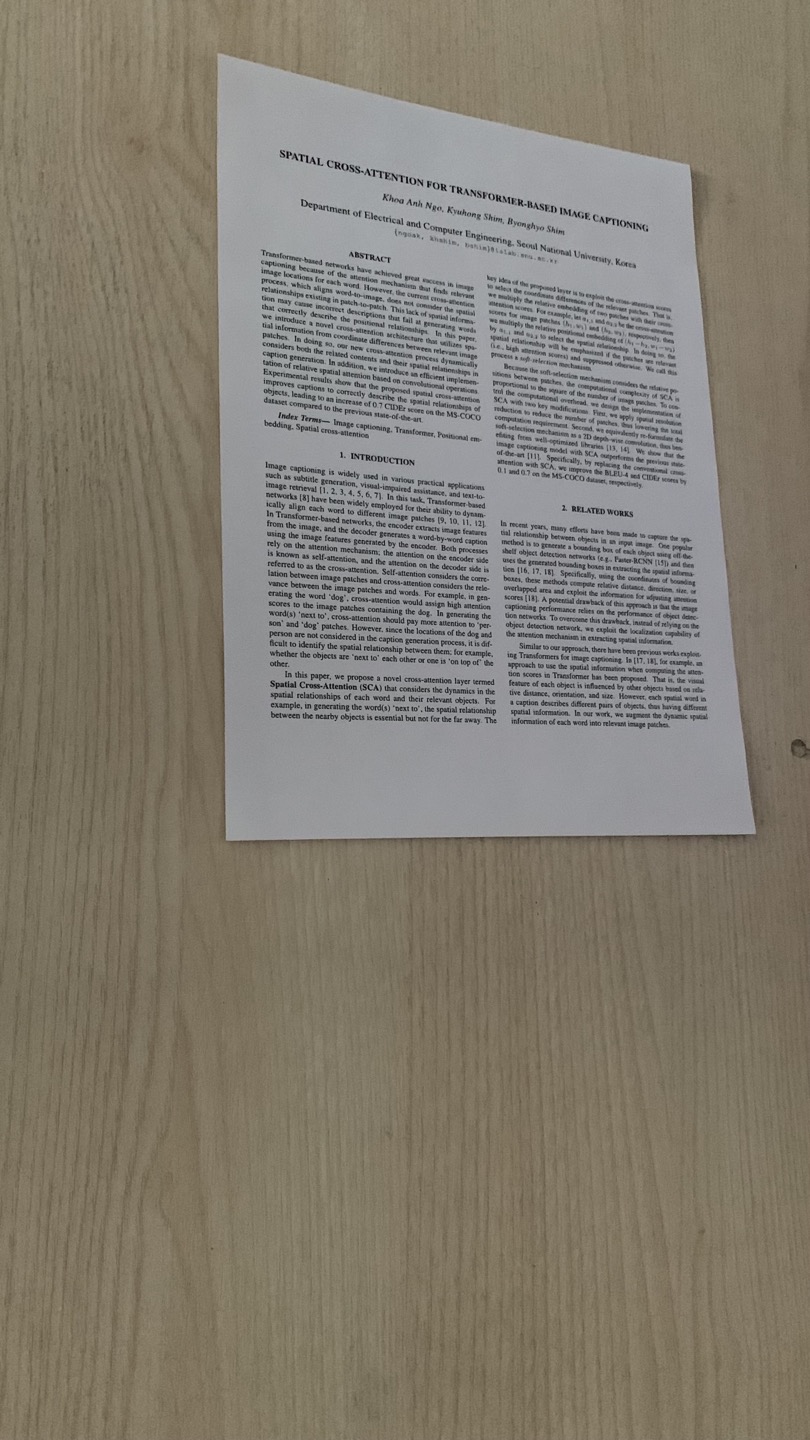 SPATIAL CROSS-ATTENTION FOR TRANSFORMER-BASED IMAGE CAPTIONING
Khoa Anh Ngo, Kyuhong Shim, Byonghyo Shim
Department of Electrical and Computer Engineering, Seoul National University, Korea
ABSTRACT
Transformer-based networks have achieved great success in image
captioning because of the attention mechanism that finds relevant
image locations for each word. However, the current cross-attention
process, which aligns word-to-image, does not consider the spatial
relationships existing in patch-to-patch. This lack of spatial informa-
tion may cause incorrect descriptions that fail at generating words
that correctly describe the positional relationships. In this paper,
we introduce a novel cross-attention architecture that utilizes spa-
tial information from coordinate differences between relevant image
patches. In doing so, our new cross-attention process dynamically
considers both the related contents and their spatial relationships in
caption generation. In addition, we introduce an efficient implemen-
tation of relative spatial attention based on convolutional operations.
Experimental results show that the proposed spatial cross-attention
improves captions to correctly describe the spatial relationships of
objects, leading to an increase of 0.7 CIDEr score on the MS-COCO
dataset compared to the previous state-of-the-art.
Index Terms— Image captioning, Transformer, Positional em-
bedding, Spatial cross-attention
1. INTRODUCTION
Image captioning is widely used in various practical applications
such as subtitle generation, visual-impaired assistance, and text-to-
image retrieval [1, 2, 3, 4, 5, 6, 7]. In this task, Transformer-based
networks [8] have been widely employed for their ability to dynam-
ically align each word to different image patches [9, 10, 11, 12].
In Transformer-based networks, the encoder extracts image features
from the image, and the decoder generates a word-by-word caption
using the image features generated by the encoder. Both processes
rely on the attention mechanism; the attention on the encoder side
is known as self-attention, and the attention on the decoder side is
referred to as the cross-attention. Self-attention considers the corre-
lation between image patches and cross-attention considers the rele-
vance between the image patches and words. For example, in gen-
erating the word 'dog', cross-attention would assign high attention
scores to the image patches containing the dog. In generating the
word(s) 'next to', cross-attention should pay more attention to 'per-
son' and 'dog' patches. However, since the locations of the dog and
person are not considered in the caption generation process, it is dif-
ficult to identify the spatial relationship between them; for example,
whether the objects are 'next to' each other or one is 'on top of' the
other.
In this paper, we propose a novel cross-attention layer termed
Spatial Cross-Attention (SCA) that considers the dynamics in the
spatial relationships of each word and their relevant objects. For
example, in generating the word(s) 'next to', the spatial relationship
between the nearby objects is essential but not for the far away. The
key idea of the proposed layer is to exploit the cross-attention scores
to select the coordinate differences of the relevant patches. That is,
we multiply the relative embedding of two patches with their cross-
attention scores. For example, let and be the cross-attention
scores for image patches and respectively, then
we multiply the relative positional embedding of
by and to select the spatial relationship. In doing so, the
spatial relationship will be emphasized if the patches are relevant
(i.e., high attention scores) and suppressed otherwise. We call this
process a soft-selection mechanism.
Because the soft-selection mechanism considers the relative po-
sitions between patches, the computational complexity of SCA is
proportional to the square of the number of image patches. To con-
trol the computational overhead, we design the implementation of
SCA with two key modifications. First, we apply spatial resolution
reduction to reduce the number of patches, thus lowering the total
computation requirement. Second, we equivalently re-formulate the
soft-selection mechanism as a 2D depth-wise convolution, thus ben-
efiting from well-optimized libraries [13, 14]. We show that the
image captioning model with SCA outperforms the previous state-
of-the-art [11]. Specifically, by replacing the conventional cross-
attention with SCA, we improve the BLEU-4 and CIDEr scores by
0.1 and 0.7 on the MS-COCO dataset, respectively.
2. RELATED WORKS
In recent years, many efforts have been made to capture the spa-
tial relationship between objects in an input image. One popular
method is to generate a bounding box of each object using off-the-
shelf object detection networks (e.g., Faster-RCNN [15]) and then
uses the generated bounding boxes in extracting the spatial informa-
tion [16, 17, 18]. Specifically, using the coordinates of bounding
boxes, these methods compute relative distance, direction, size, or
overlapped area and exploit the information for adjusting attention
scores [18]. A potential drawback of this approach is that the image
captioning performance relies on the performance of object detec-
tion networks. To overcome this drawback, instead of relying on the
object detection network, we exploit the localization capability of
the attention mechanism in extracting spatial information.
Similar to our approach, there have been previous works exploit-
ing Transformers for image captioning. In [17, 18], for example, an
approach to use the spatial information when computing the atten-
tion scores in Transformer has been proposed. That is, the visual
feature of each object is influenced by other objects based on rela-
tive distance, orientation, and size. However, each spatial word in
a caption describes different pairs of objects, thus having different
spatial information. In our work, we augment the dynamic spatial
information of each word into relevant image patches.